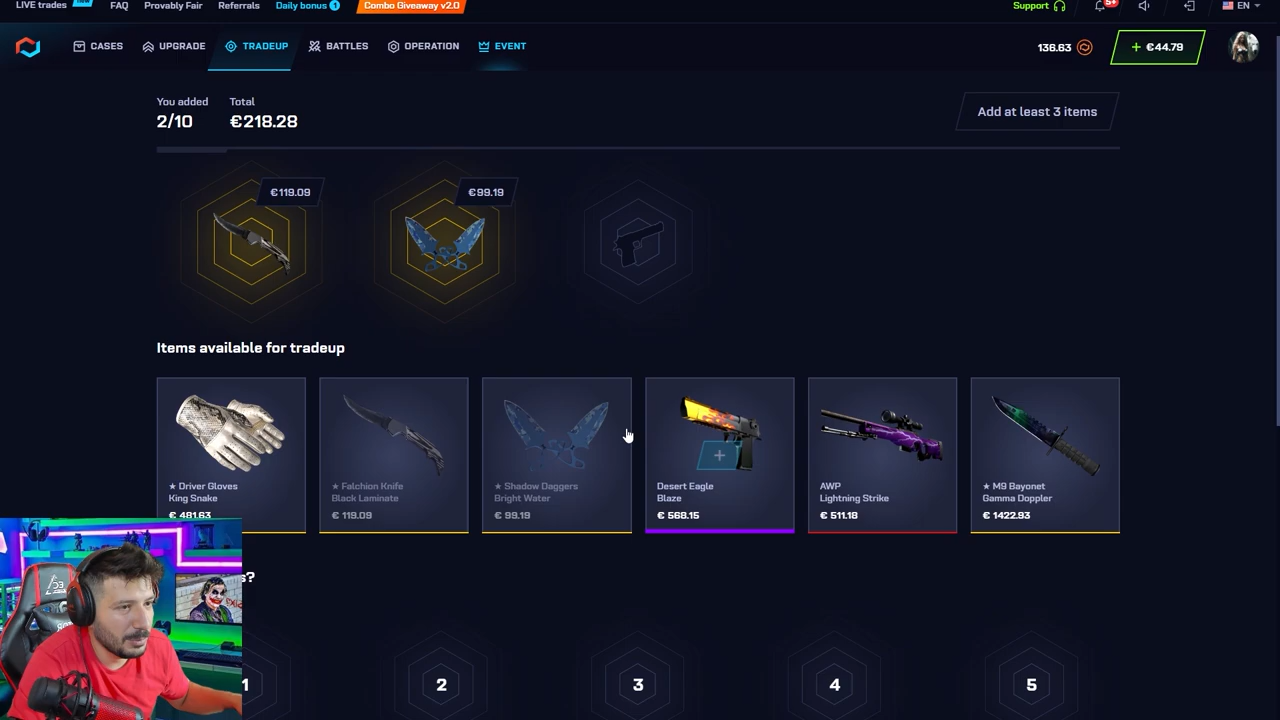 LIVE trades
FAQ
Provably Fair
Referrals
Daily bonus 1
Combo Giveaway v2.0
Support
5+
EN
CASES
UPGRADE
TRADEUP
BATTLES
OPERATION
EVENT
136.63
+ €44.79
You added
2/10
Total
€218.28
Add at least 3 items
€119.09
€99.19
Items available for tradeup
★ Driver Gloves
King Snake
€ 491.63
★ Falchion Knife
Black Laminate
€ 119.09
★ Shadow Daggers
Bright Water
€ 99.19
Desert Eagle
Blaze
€ 568.15
AWP
Lightning Strike
€ 511.18
★ M9 Bayonet
Gamma Doppler
€ 1422.93
s?
1
2
3
4
5